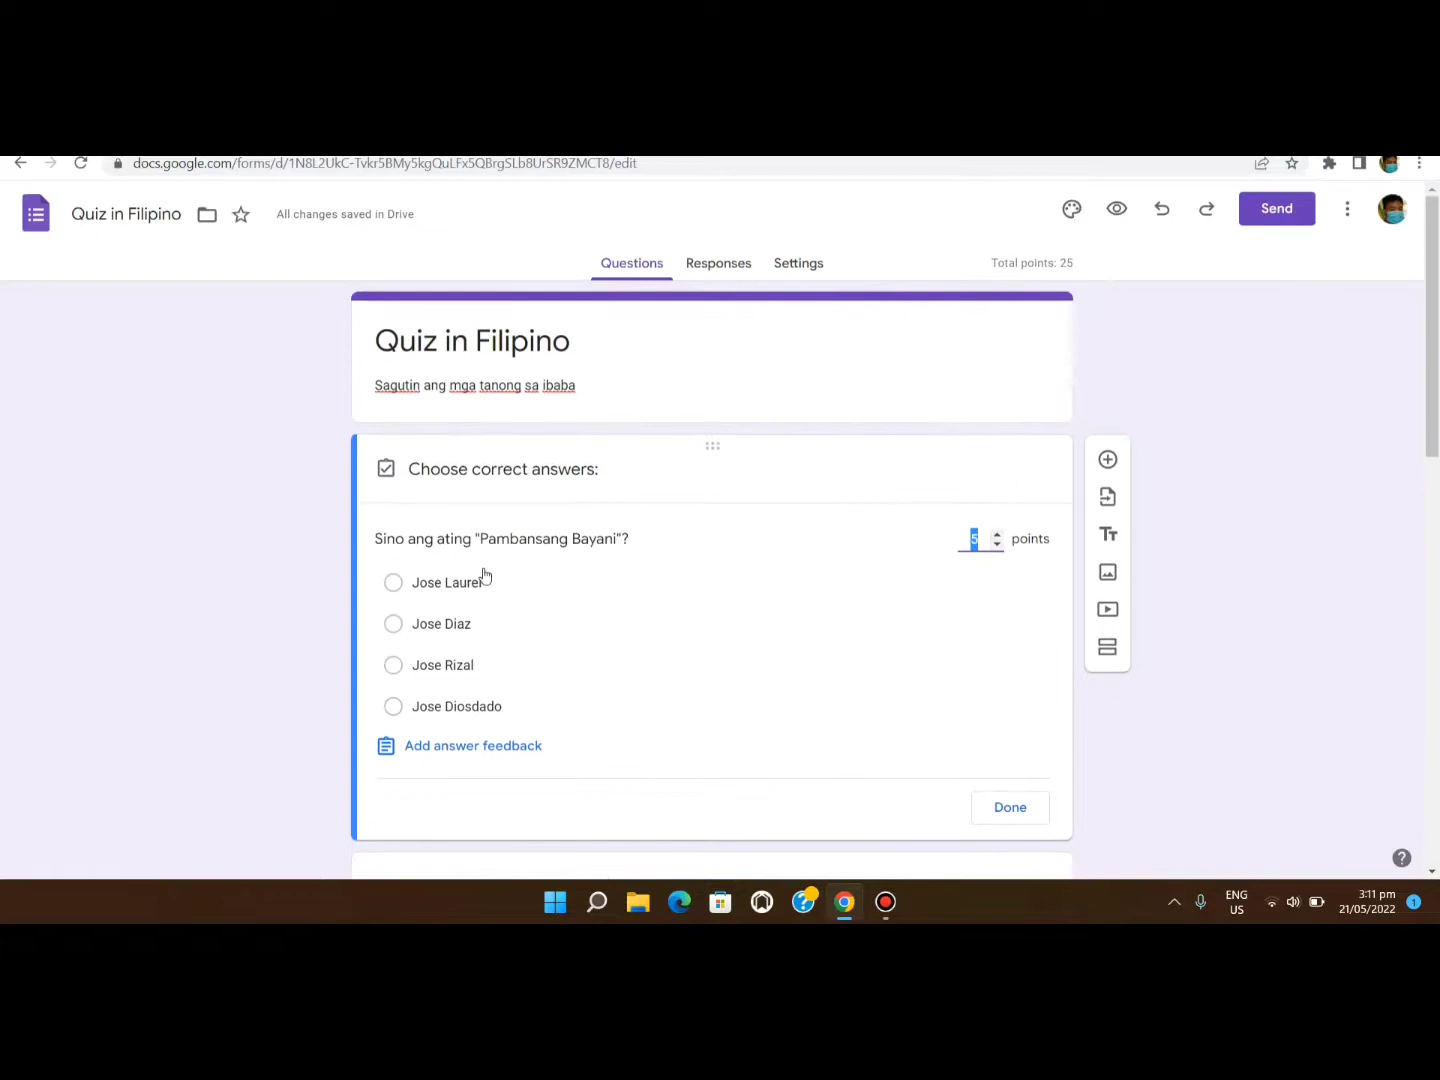 docs.google.com/forms/d/1N8L2UkC-Tvkr5BMy5kgQuLFx5QBrgSLb8UrSR9ZMCT8/edit
Quiz in Filipino
All changes saved in Drive
Send
Questions
Responses
Settings
Total points: 25
Quiz in Filipino
Sagutin ang mga tanong sa ibaba
Choose correct answers:
Sino ang ating "Pambansang Bayani"?
5 points
Jose Laurel
Jose Diaz
Jose Rizal
Jose Diosdado
Add answer feedback
Done
ENG
US
3:11 pm
21/05/2022
1